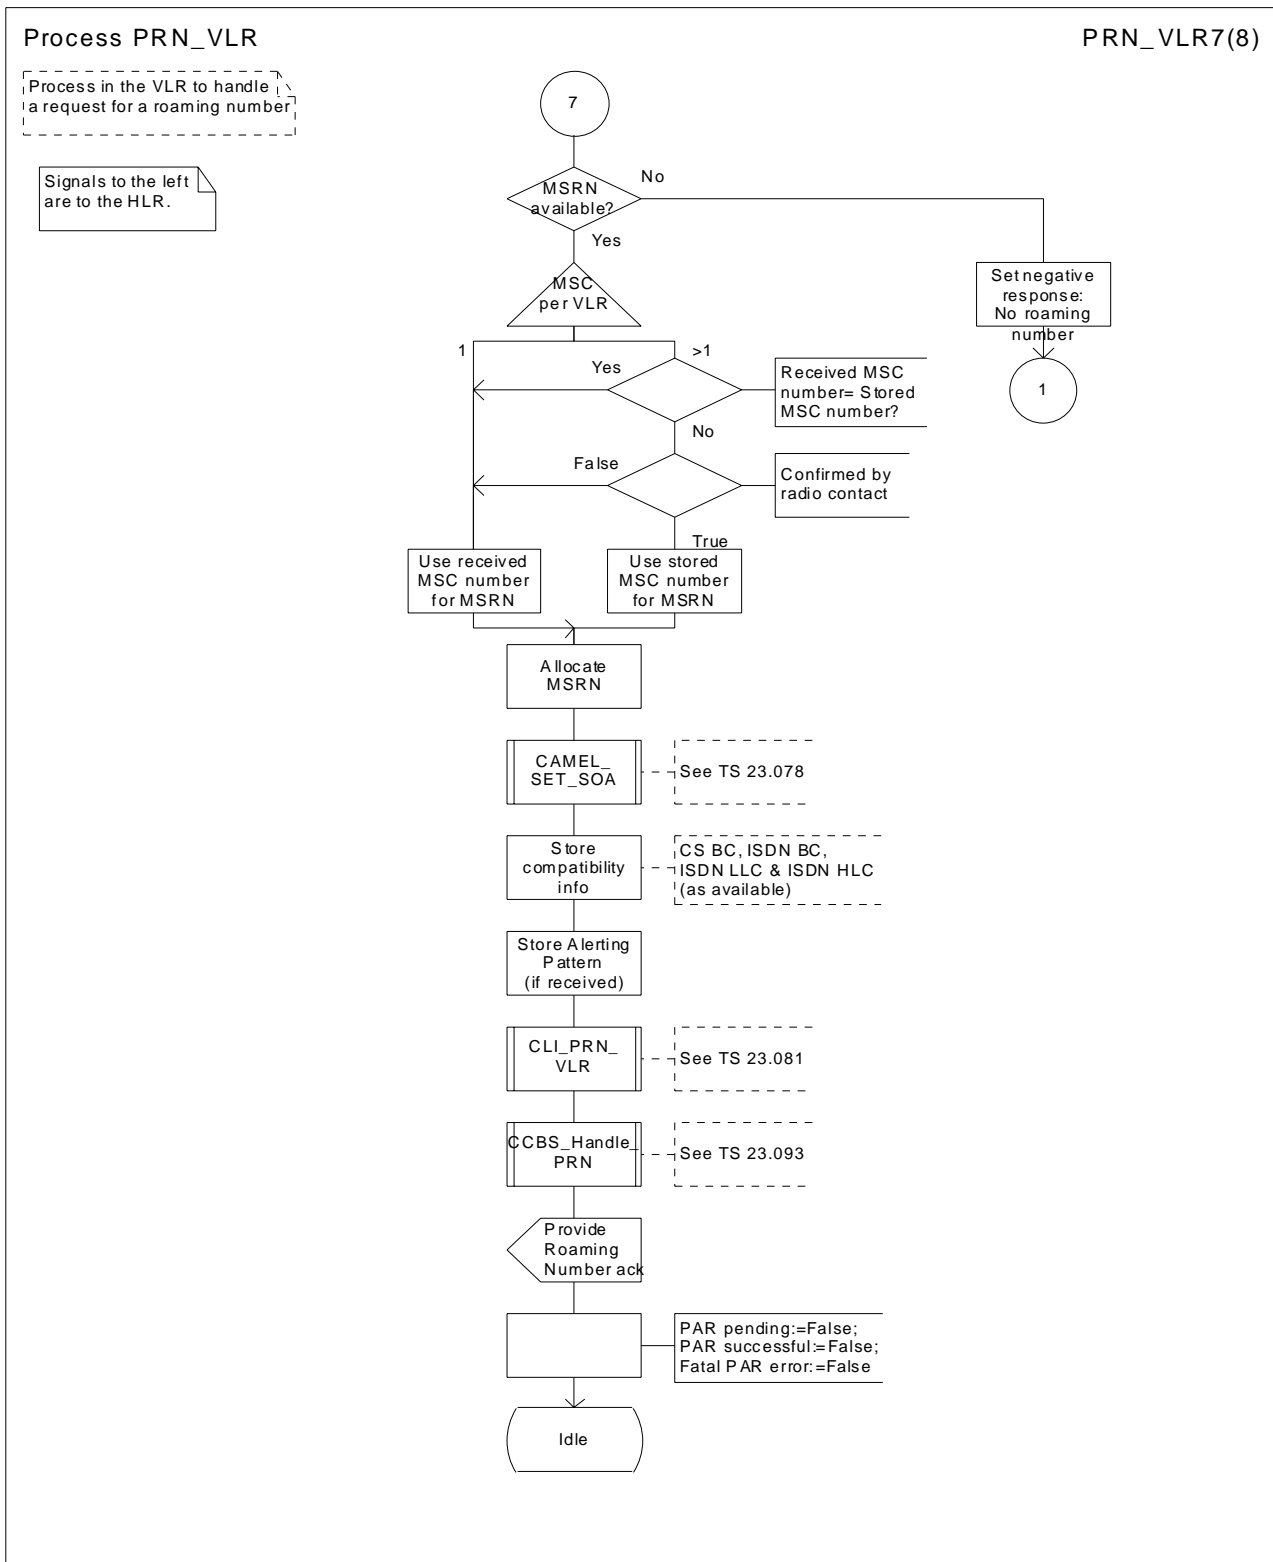 Process PRN_VLR
PRN_VLR7(8)
Process in the VLR to handle
a request for a roaming number
Signals to the left
are to the HLR.
7
MSRN
available?
No
Yes
MSC
per VLR
Set negative
response:
No roaming
number
1
1
>1
Yes
Received MSC
number= Stored
MSC number?
No
False
Confirmed by
radio contact
True
Use received
MSC number
for MSRN
Use stored
MSC number
for MSRN
Allocate
MSRN
CAMEL_
SET_SOA
See TS 23.078
Store
compatibility
info
CS BC, ISDN BC,
ISDN LLC & ISDN HLC
(as available)
Store Alerting
Pattern
(if received)
CLI_PRN_
VLR
See TS 23.081
CCBS_Handle_
PRN
See TS 23.093
Provide
Roaming
Number ack
PAR pending:=False;
PAR successful:=False;
Fatal PAR error:=False
Idle